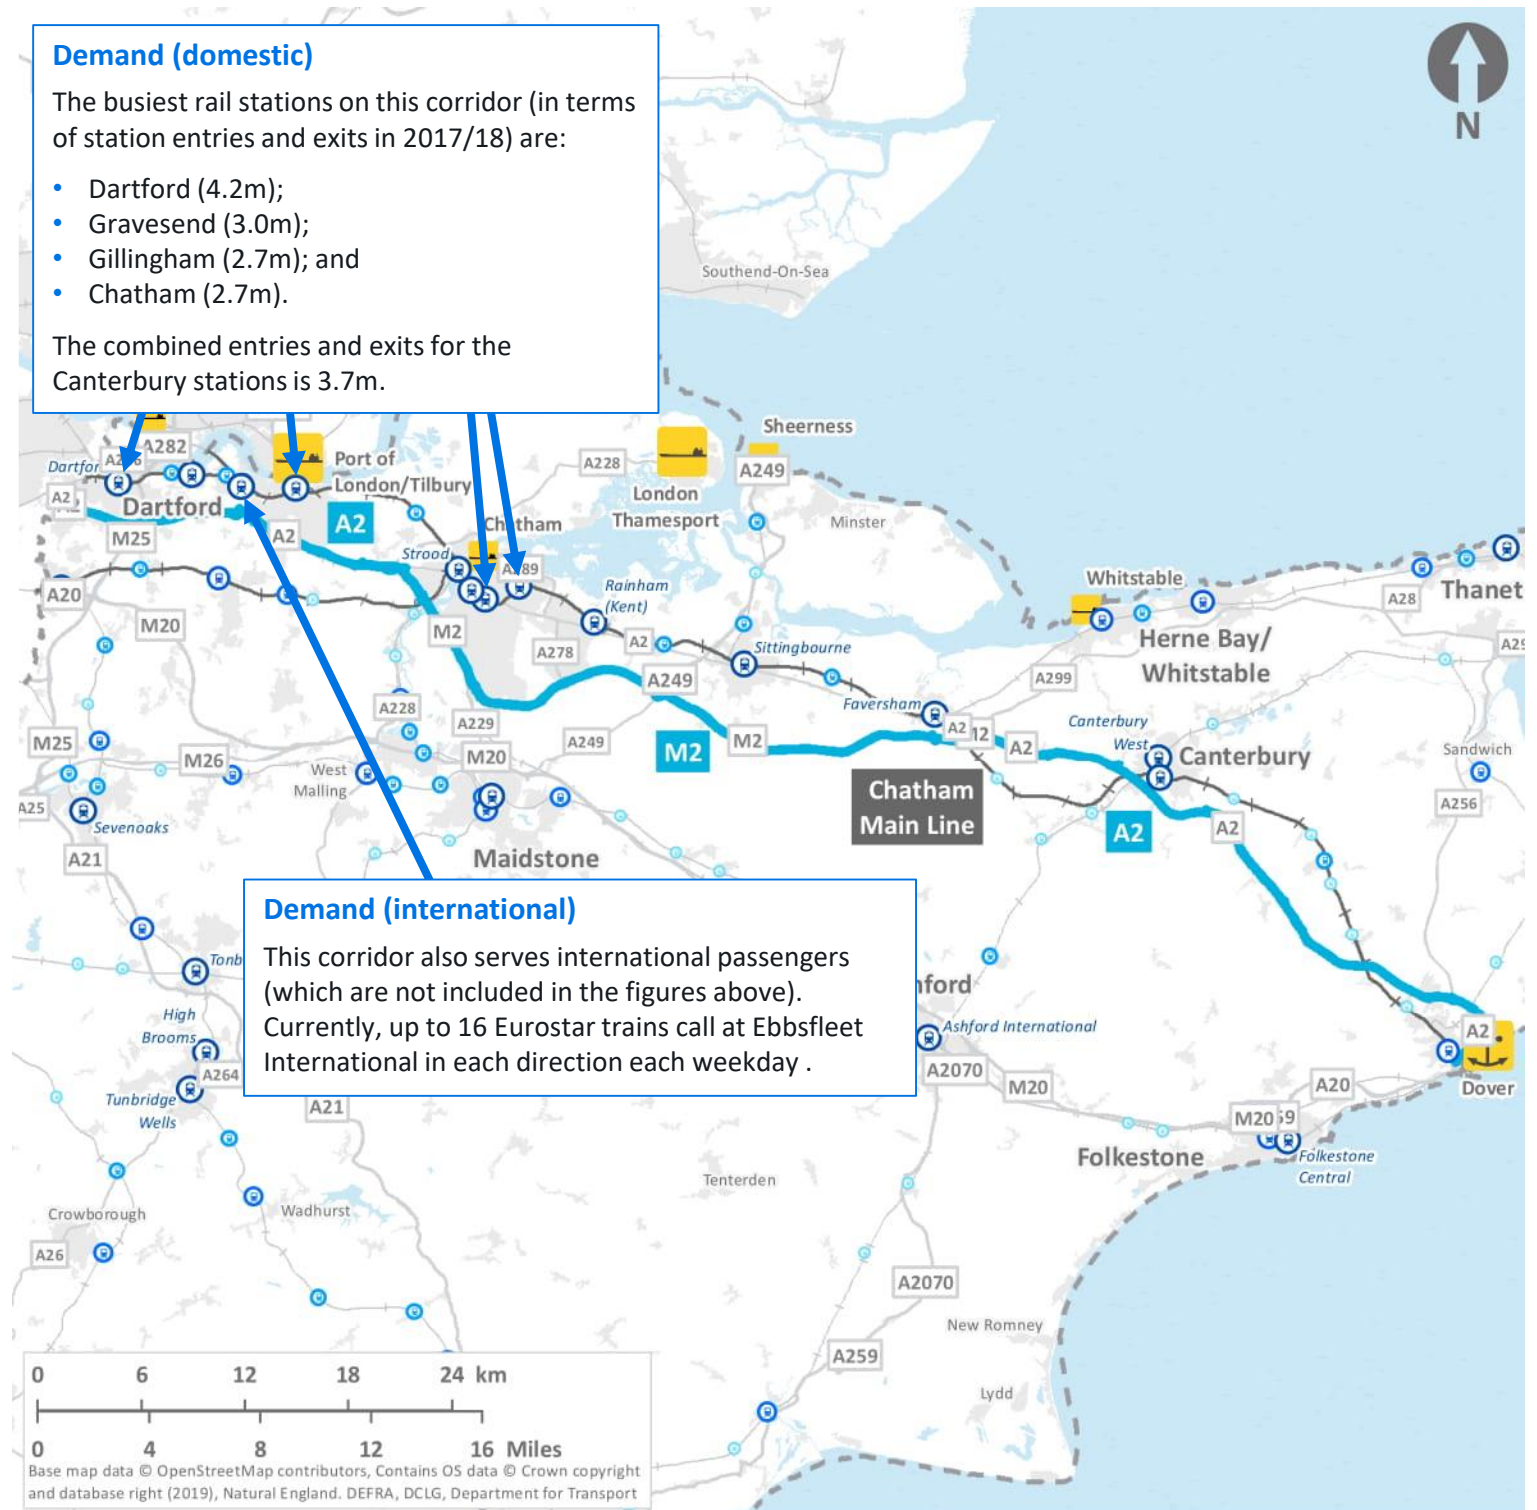 Demand (domestic)
The busiest rail stations on this corridor (in terms
of station entries and exits in 2017/18) are:
• Dartford (4.2m);
• Gravesend (3.0m);
• Gillingham (2.7m); and
• Chatham (2.7m).
The combined entries and exits for the
Canterbury stations is 3.7m.
N
Southend-On-Sea
Sheerness
A282
Port of
London/Tilbury
A228
A249
London
Thamesport
Minster
Dartford
A2
A2
A2
M25
Chatham
Strood
A289
Rainham
(Kent)
Whitstable
Thanet
A28
A20
M20
M2
A278
A2
A249
Sittingbourne
Herne Bay/
Whitstable
A299
Faversham
A2
A2
Canterbury
West
Canterbury
Sandwich
A228
A229
A249
M2
M2
M25
M26
M20
West
Malling
A25
Sevenoaks
A21
Maidstone
Chatham
Main Line
A2
A2
A256
Demand (international)
This corridor also serves international passengers
(which are not included in the figures above).
Currently, up to 16 Eurostar trains call at Ebbsfleet
International in each direction each weekday .
High
Brooms
A264
Tunbridge
Wells
A21
Ashford International
A2070
M20
A20
A2
Dover
M20
Folkestone
Folkestone
Central
Tenterden
Crowborough
Wadhurst
A26
A2070
New Romney
A259
Lydd
0 6 12 18 24 km
0 4 8 12 16 Miles
Base map data © OpenStreetMap contributors, Contains OS data © Crown copyright
and database right (2019), Natural England. DEFRA, DCLG, Department for Transport